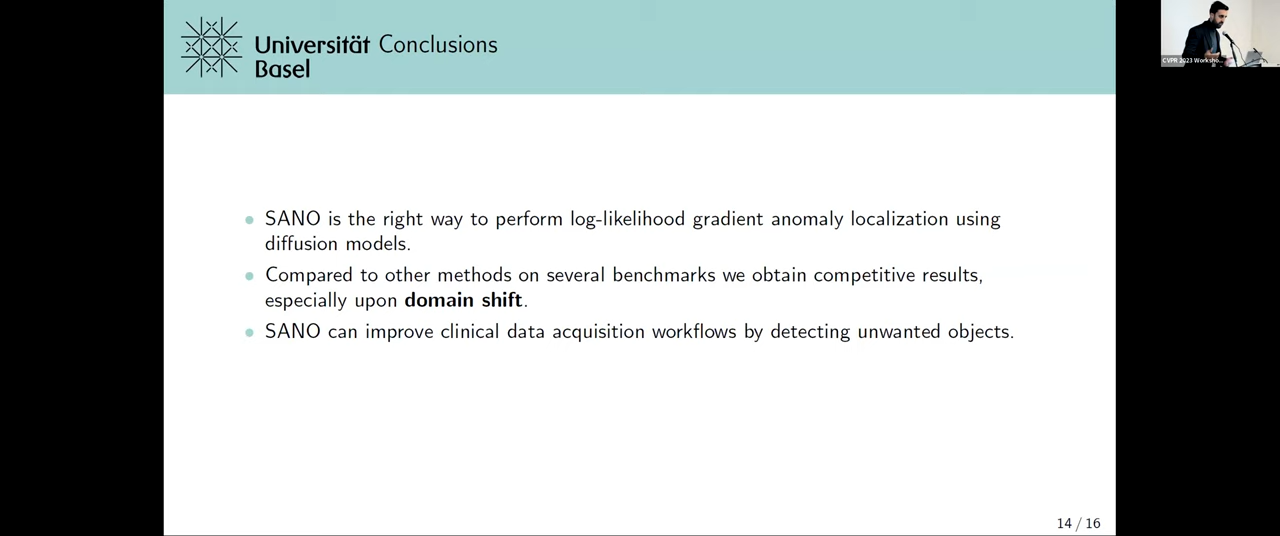 Universität Conclusions
Basel
CVPR 2023 Worksho...
SANO is the right way to perform log-likelihood gradient anomaly localization using
diffusion models.
Compared to other methods on several benchmarks we obtain competitive results,
especially upon domain shift.
SANO can improve clinical data acquisition workflows by detecting unwanted objects.
14 / 16